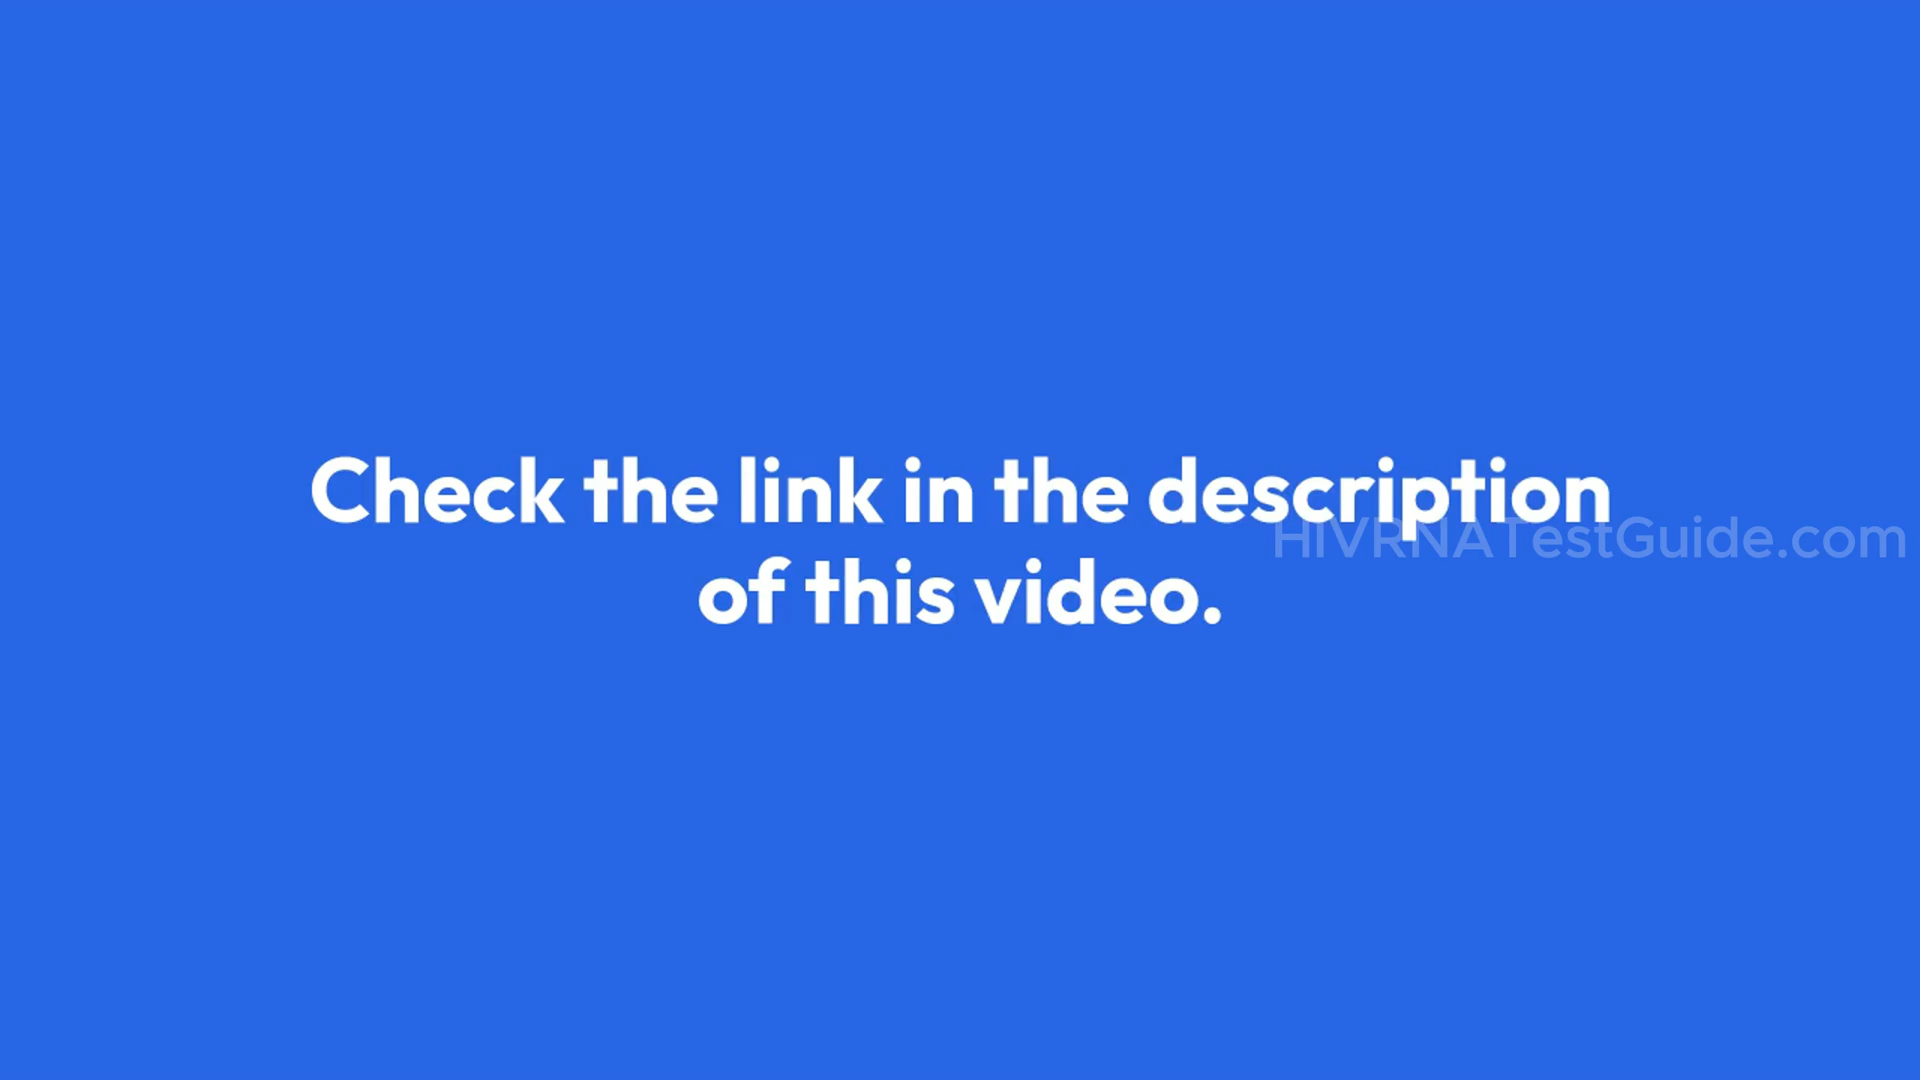 Check the link in the description
HIVRNATestGuide.com
of this video.